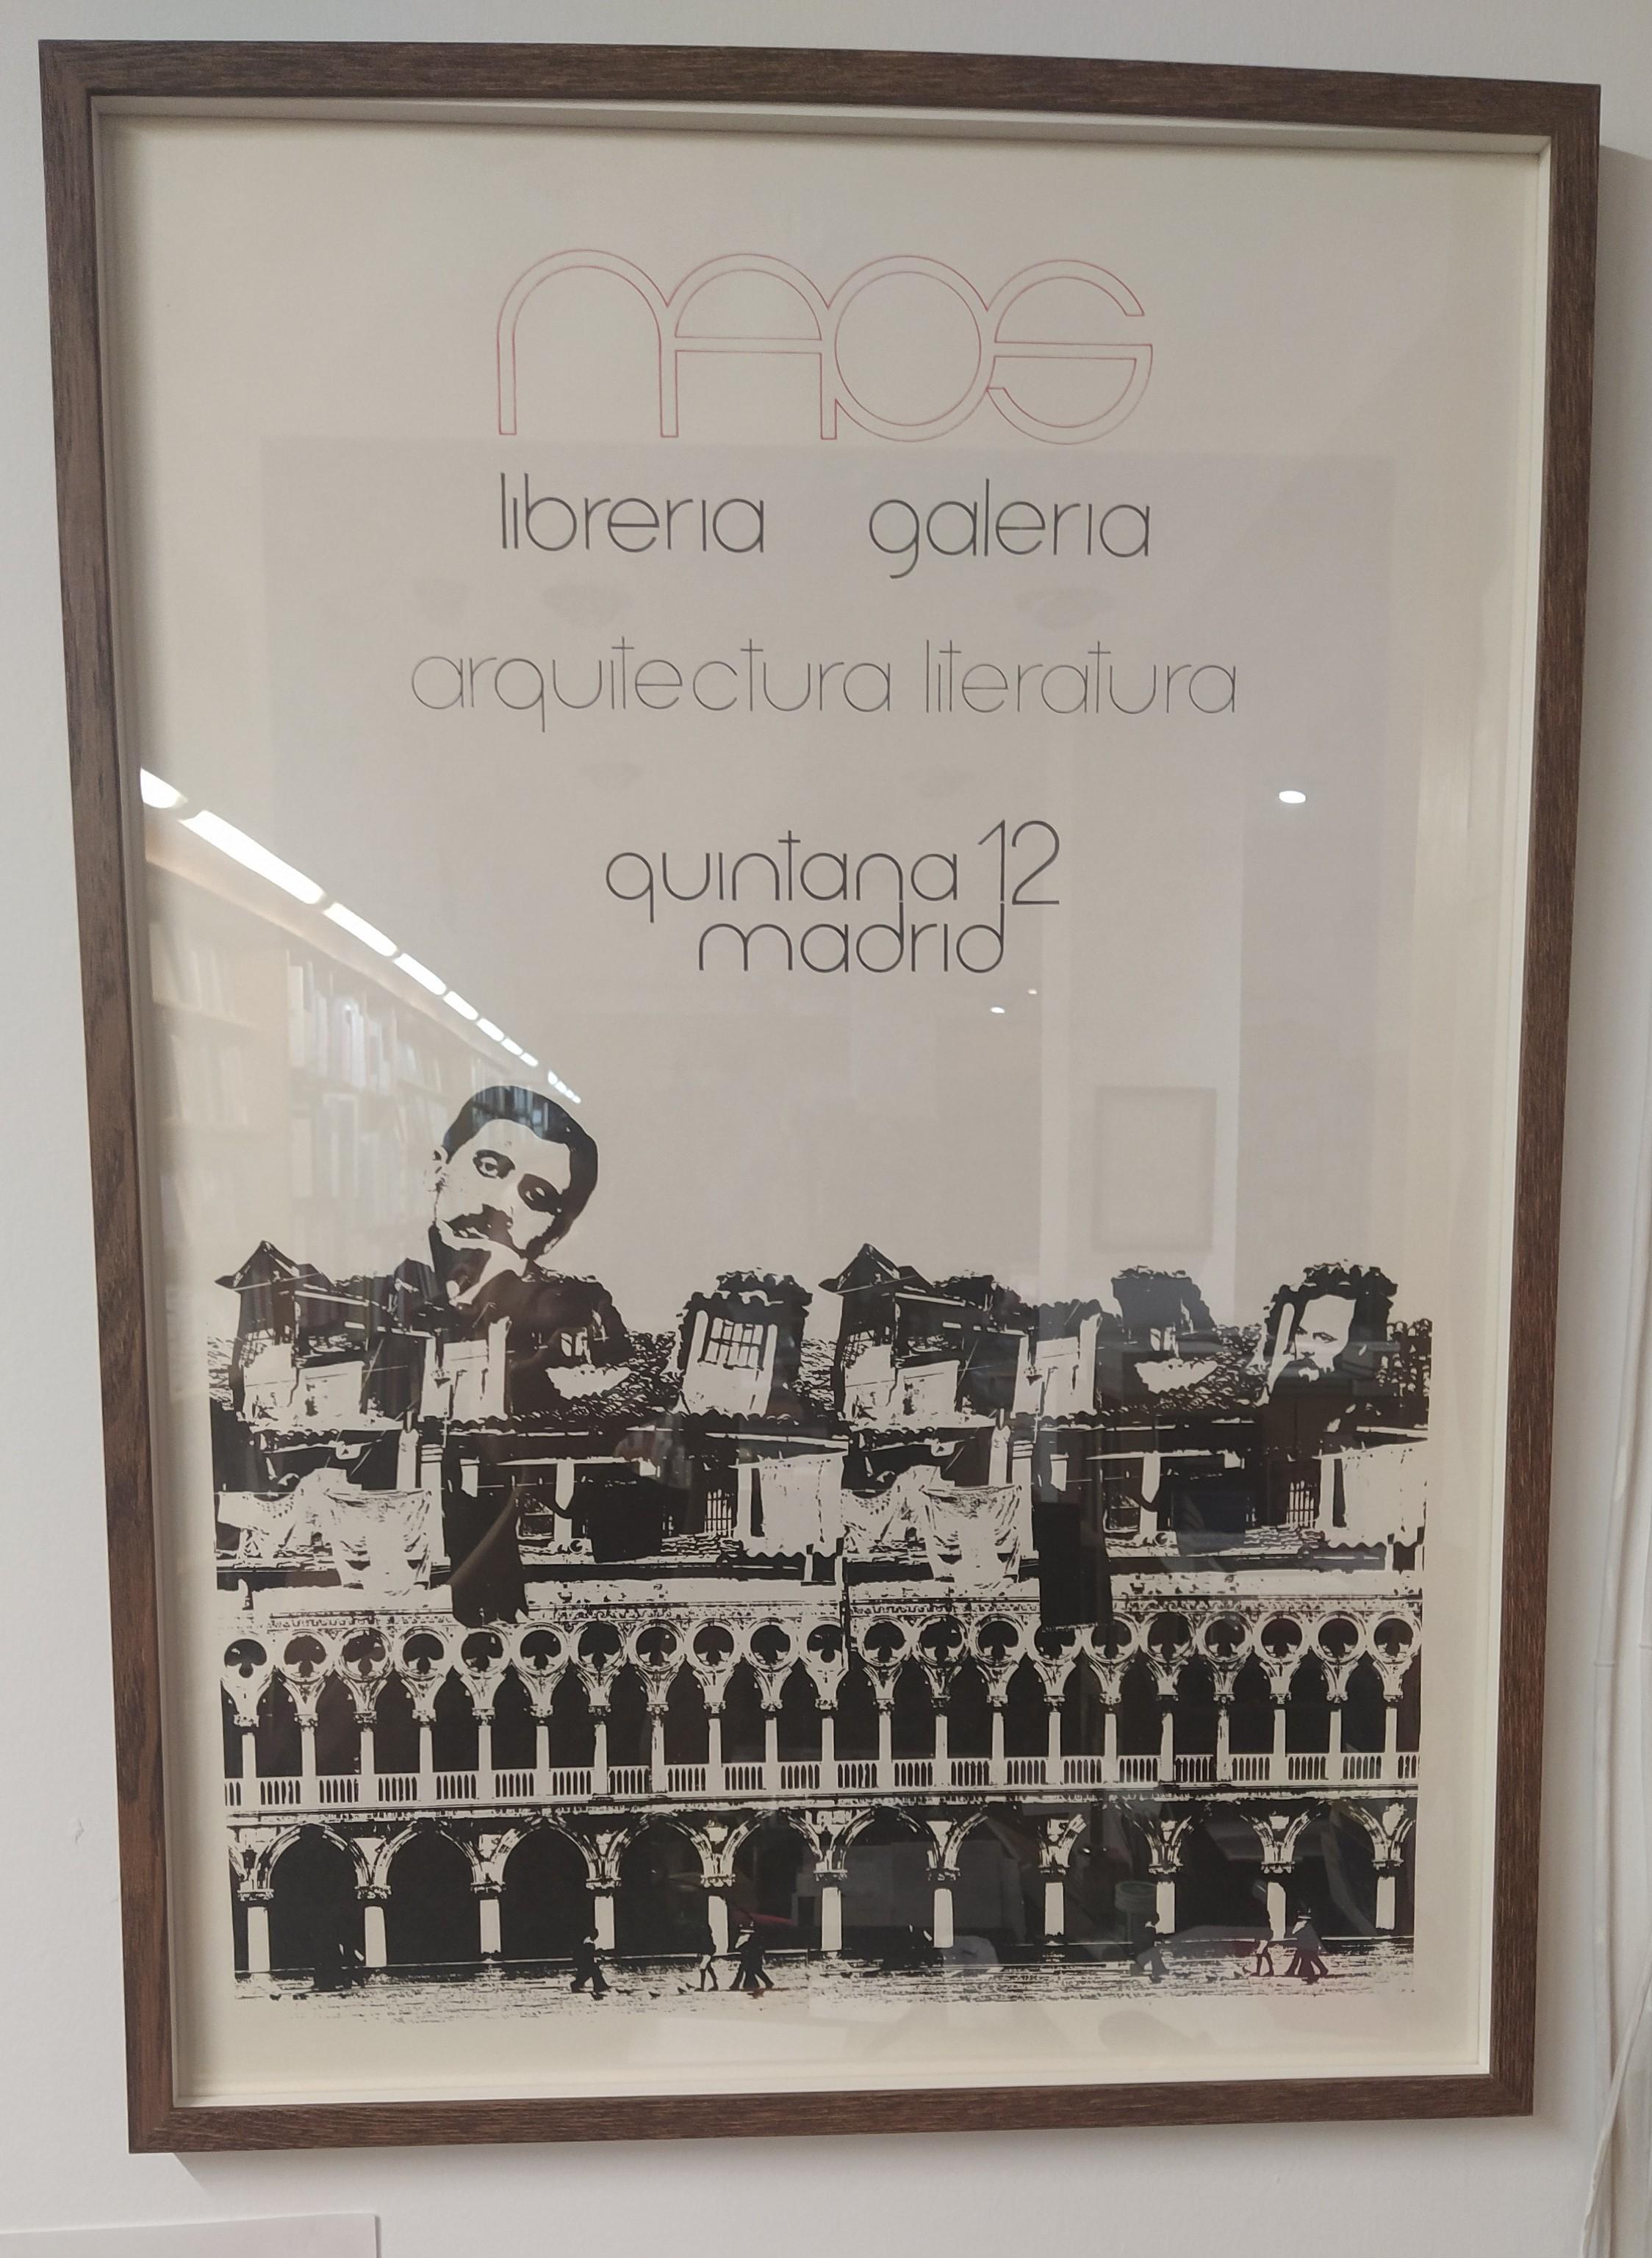 naos
libreria galeria
arquitectura literatura
quintana 12
madrid